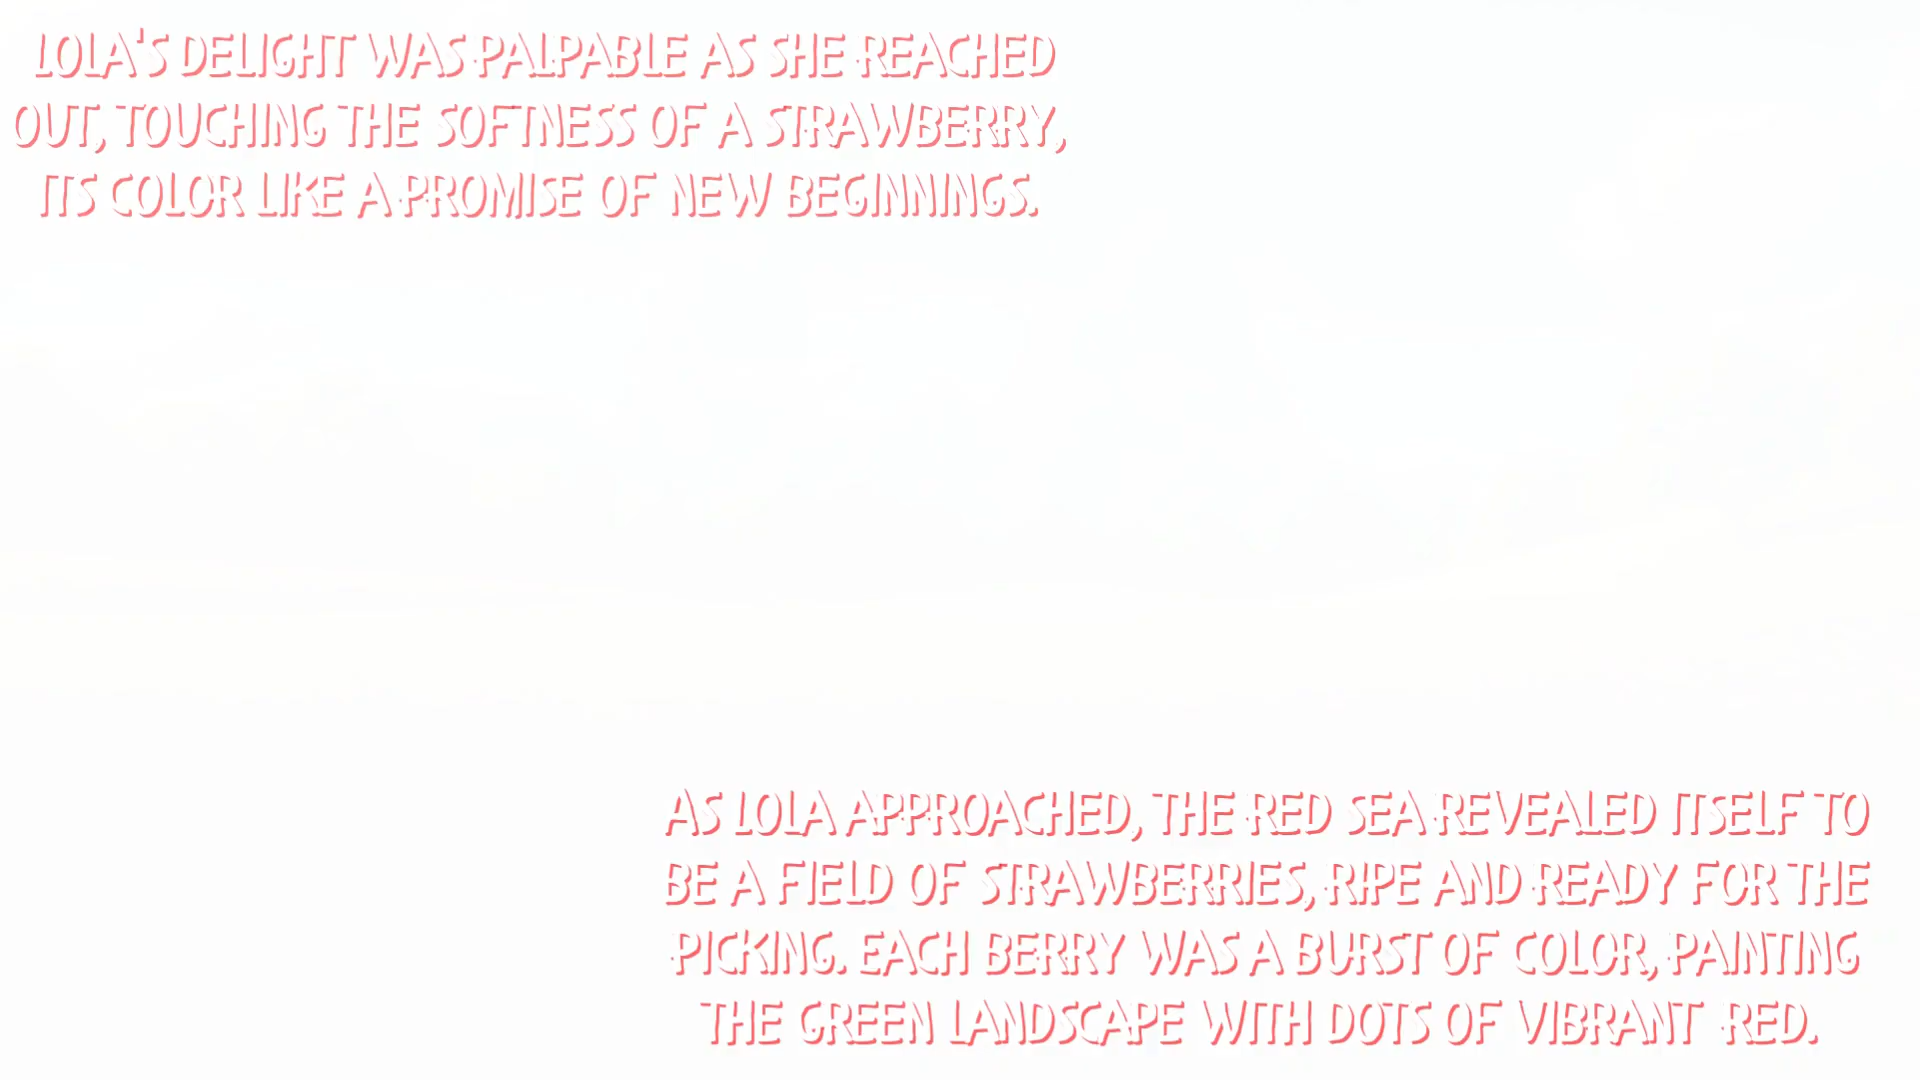 LOLA'S DELIGHT WAS PALPABLE AS SHE REACHED
OUT, TOUCHING THE SOFTNESS OF A STRAWBERRY,
ITS COLOR LIKE A PROMISE OF NEW BEGINNINGS.
AS LOLA APPROACHED, THE RED SEA REVEALED ITSELF TO
BE A FIELD OF STRAWBERRIES, RIPE AND READY FOR THE
PICKING. EACH BERRY WAS A BURST OF COLOR, PAINTING
THE GREEN LANDSCAPE WITH DOTS OF VIBRANT RED.